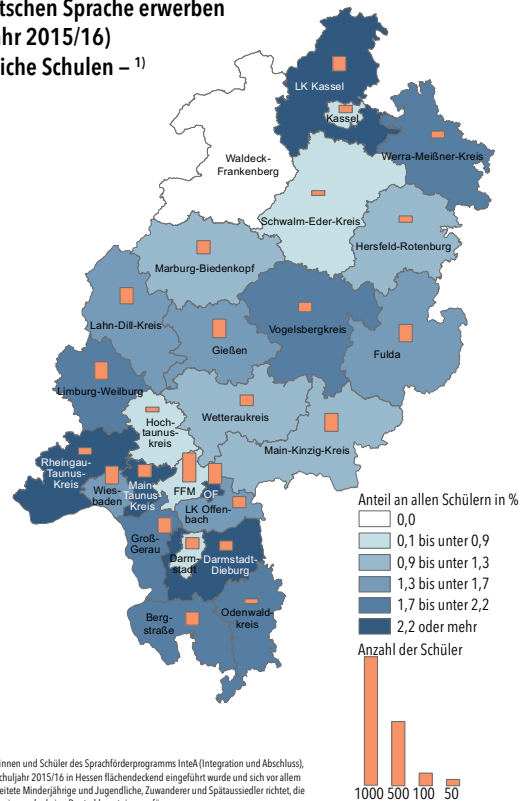 tschen Sprache erwerben
hr 2015/16)
iche Schulen – 1)
LK Kassel
Kassel
Werra-Meißner-Kreis
Waldeck-
Frankenberg
Schwalm-Eder-Kreis
Hersfeld-Rotenburg
Marburg-Biedenkopf
Lahn-Dill-Kreis
Vogelsbergkreis
Gießen
Fulda
Limburg-Weilburg
Wetteraukreis
Hoch-
taunus-
kreis
Main-Kinzig-Kreis
Rheingau-
Taunus-
Kreis
Wies-
baden
Main-
Taunus-
Kreis
FFM
OF
LK Offen-
bach
Groß-
Gerau
Darm-
stadt
Darmstadt-
Dieburg
Berg-
straße
Odenwald-
kreis
Anteil an allen Schülern in %
0,0
0,1 bis unter 0,9
0,9 bis unter 1,3
1,3 bis unter 1,7
1,7 bis unter 2,2
2,2 oder mehr
Anzahl der Schüler
1000 500 100 50
innen und Schüler des Sprachförderprogramms InteA (Integration und Abschluss),
chuljahr 2015/16 in Hessen flächendeckend eingeführt wurde und sich vor allem
eitete Minderjährige und Jugendliche, Zuwanderer und Spätaussiedler richtet, die